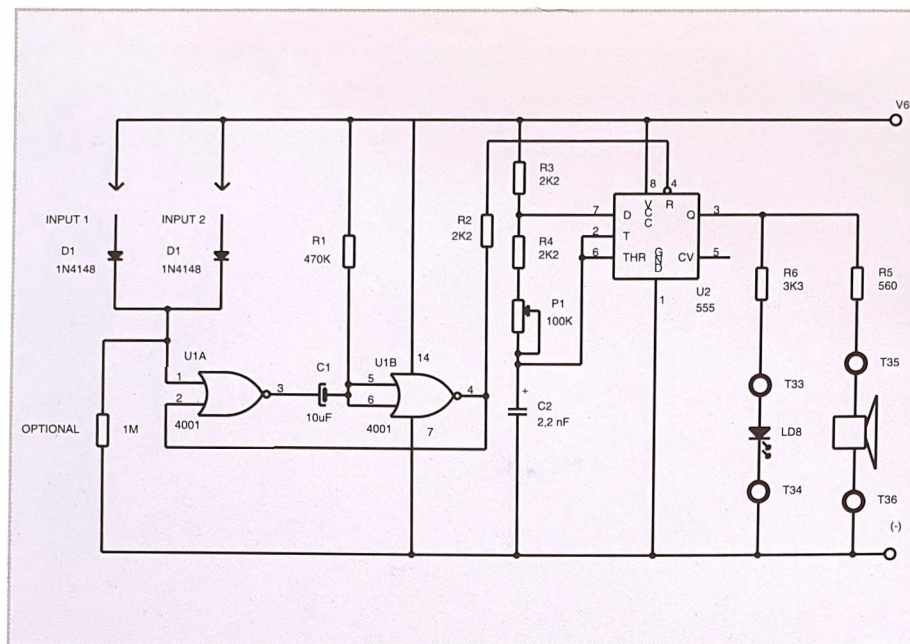 V6
R3
2K2
8
4
INPUT 1
INPUT 2
R1
470K
R2
2K2
7
2
6
D
T
THR
V
C
C
R
G
N
D
Q
CV
3
5
1
U2
555
D1
1N4148
D1
1N4148
R4
2K2
P1
100K
R6
3K3
R5
560
U1A
1
2
3
4001
C1
10uF
U1B
14
5
6
4
4001
7
OPTIONAL
1M
+
C2
2,2 nF
T33
LD8
T34
T35
T36
(-)